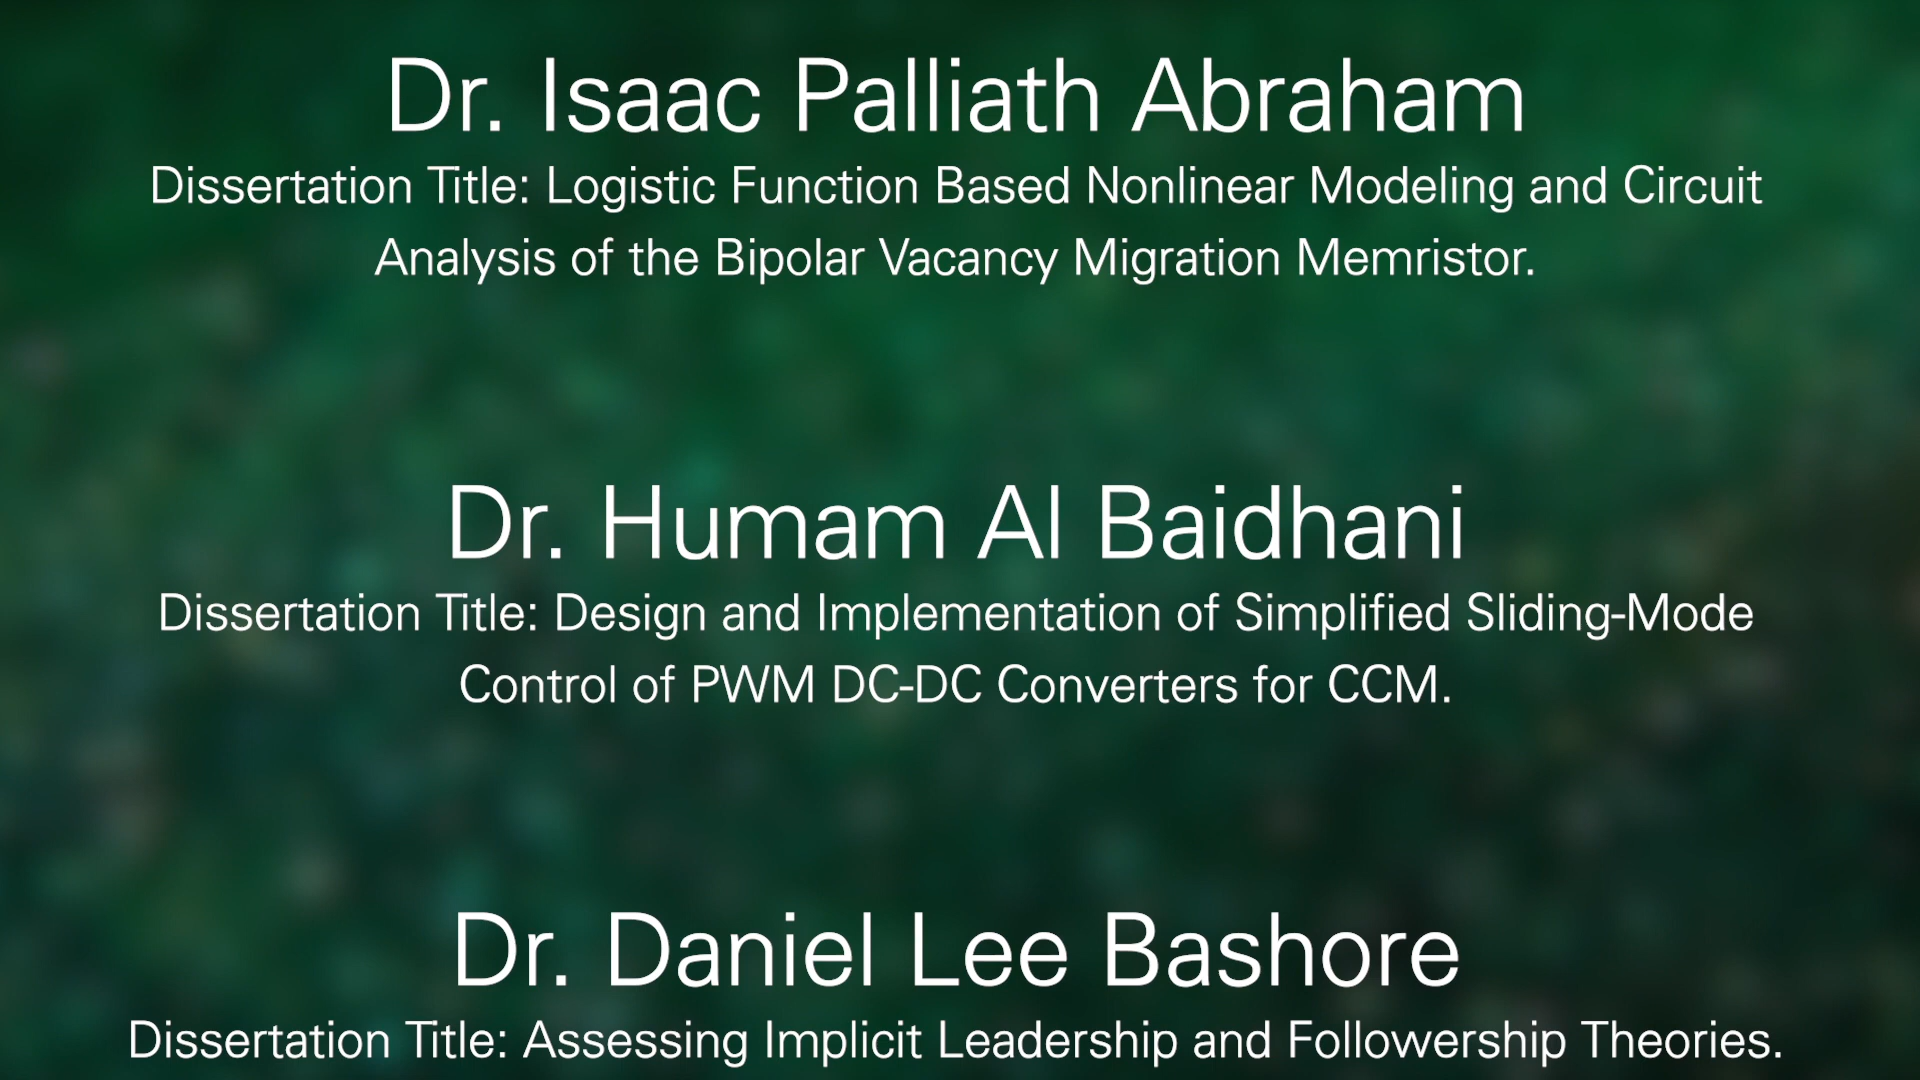 Dr. Isaac Palliath Abraham
Dissertation Title: Logistic Function Based Nonlinear Modeling and Circuit
Analysis of the Bipolar Vacancy Migration Memristor.
Dr. Humam Al Baidhani
Dissertation Title: Design and Implementation of Simplified Sliding-Mode
Control of PWM DC-DC Converters for CCM.
Dr. Daniel Lee Bashore
Dissertation Title: Assessing Implicit Leadership and Followership Theories.